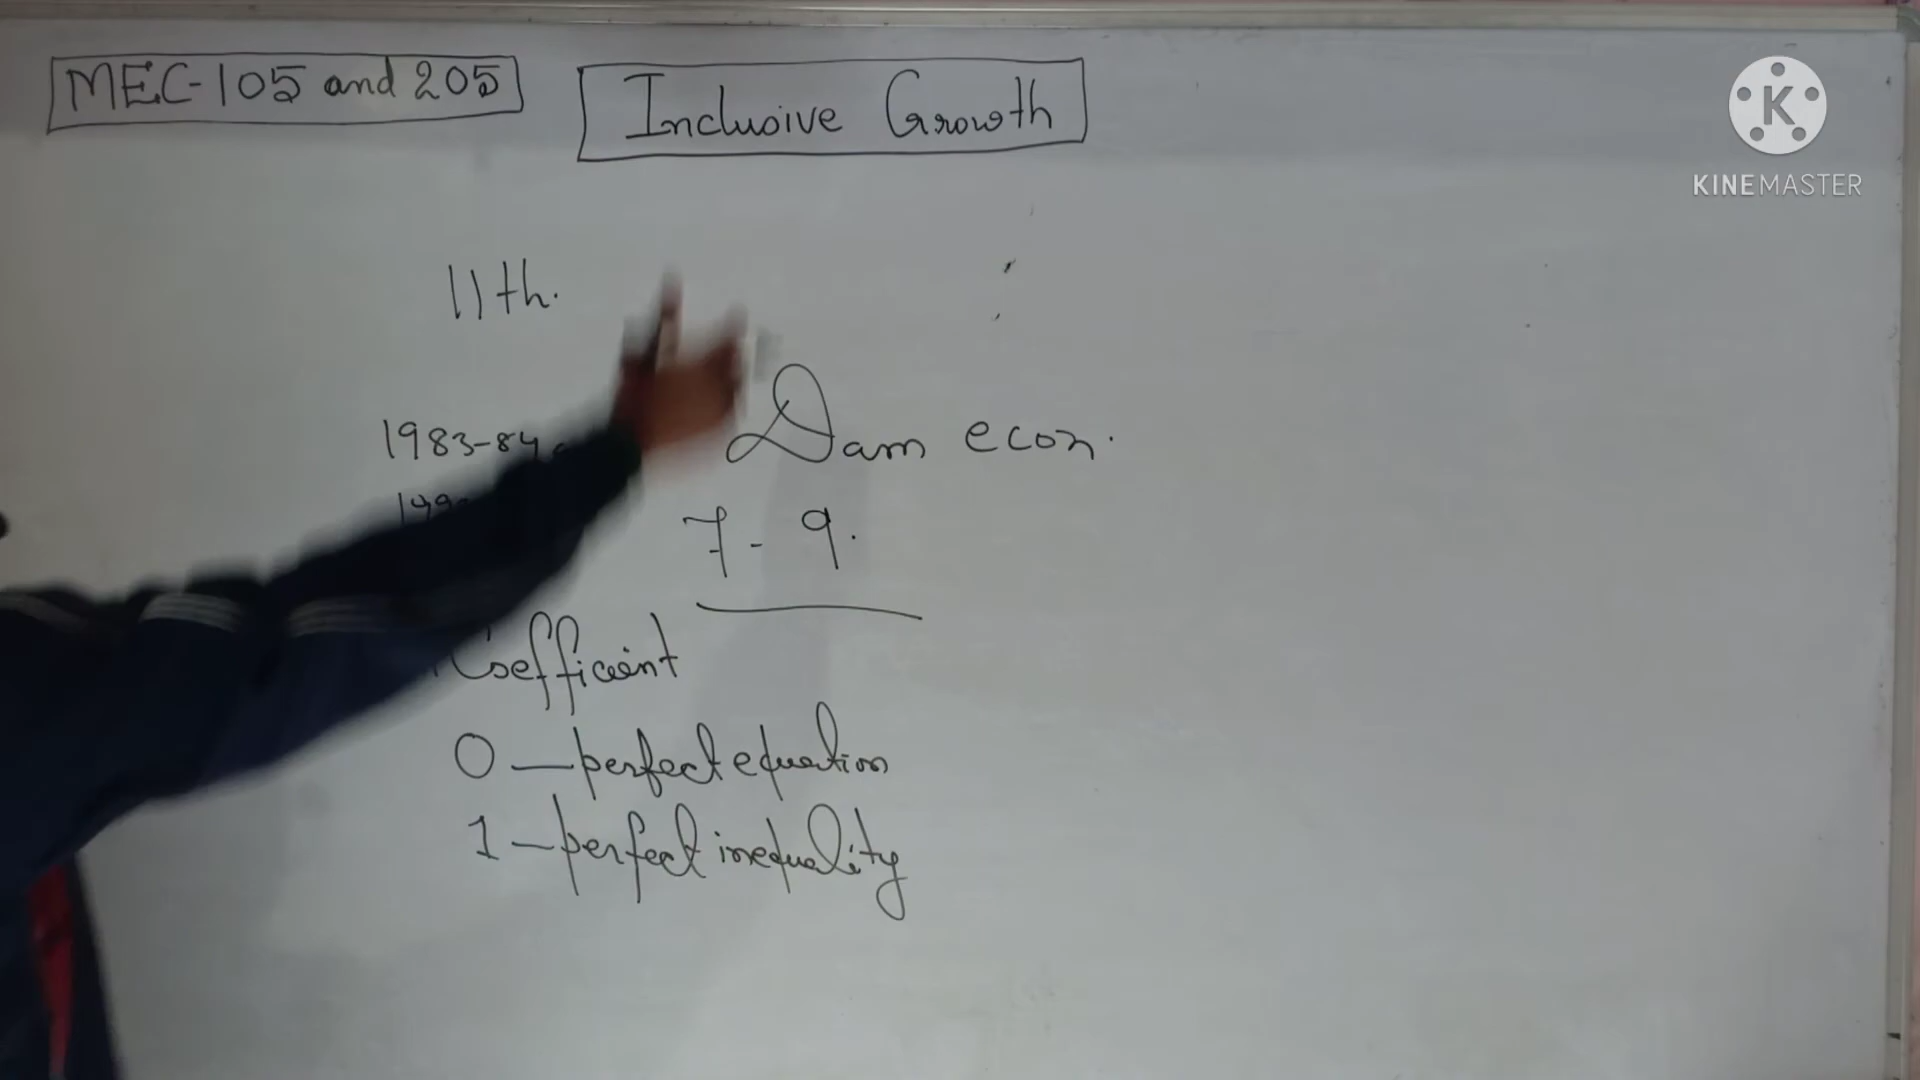 MEC-105 and 205
Inclusive Growth
K
KINEMASTER
11th.
1983-84
Dam econ.
199
7-9.
Coefficient
0 — perfect equation
1 — perfect inequality